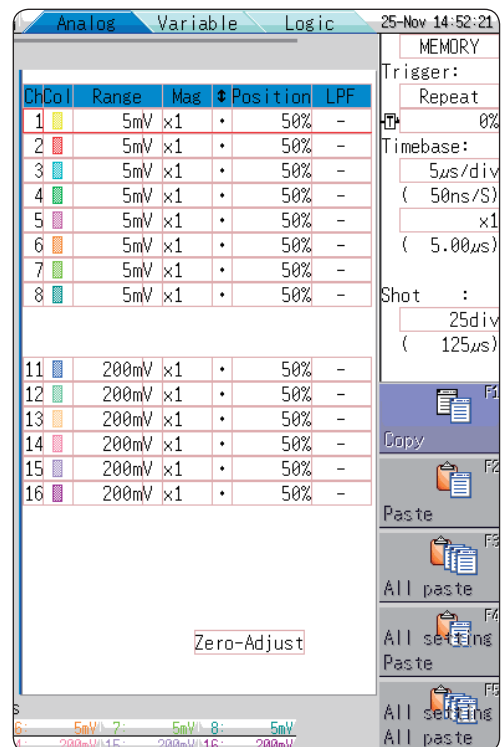 Analog Variable Logic
25-Nov 14:52:21
MEMORY
Trigger:
Repeat
T 0%
Timebase:
5µs/div
( 50ns/S)
x1
( 5.00µs)
Shot :
25div
( 125µs)
Ch Col Range Mag ↕ Position LPF
1 5mV x1 • 50% -
2 5mV x1 • 50% -
3 5mV x1 • 50% -
4 5mV x1 • 50% -
5 5mV x1 • 50% -
6 5mV x1 • 50% -
7 5mV x1 • 50% -
8 5mV x1 • 50% -
11 200mV x1 • 50% -
12 200mV x1 • 50% -
13 200mV x1 • 50% -
14 200mV x1 • 50% -
15 200mV x1 • 50% -
16 200mV x1 • 50% -
Zero-Adjust
F1
Copy
F2
Paste
F3
All paste
F4
All setting
Paste
F5
All settings
All paste
s
6: 5mV 7: 5mV 8: 5mV
4: 200mV 15: 200mV 16: 200mV